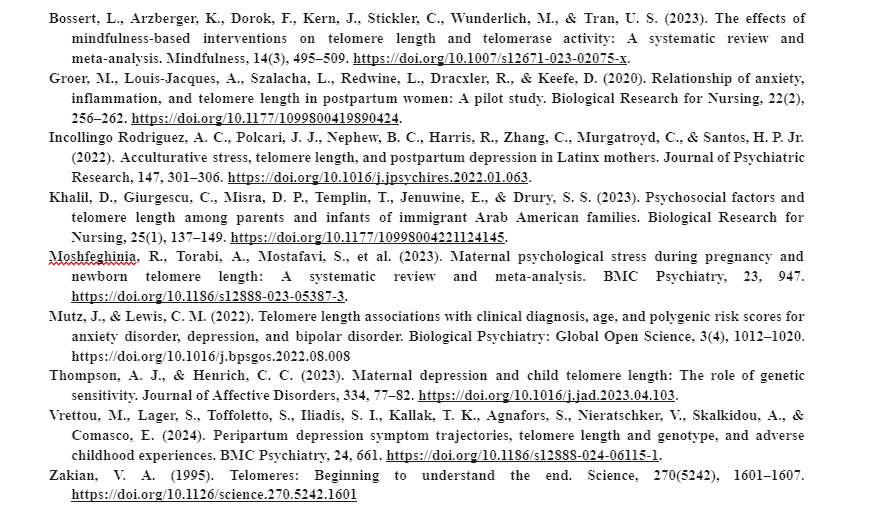 Bossert, L., Arzberger, K., Dorok, F., Kern, J., Stickler, C., Wunderlich, M., & Tran, U. S. (2023). The effects of
mindfulness-based interventions on telomere length and telomerase activity: A systematic review and
meta-analysis. Mindfulness, 14(3), 495–509. https://doi.org/10.1007/s12671-023-02075-x.
Groer, M., Louis-Jacques, A., Szalacha, L., Redwine, L., Dracxler, R., & Keefe, D. (2020). Relationship of anxiety,
inflammation, and telomere length in postpartum women: A pilot study. Biological Research for Nursing, 22(2),
256–262. https://doi.org/10.1177/1099800419890424.
Incollingo Rodriguez, A. C., Polcari, J. J., Nephew, B. C., Harris, R., Zhang, C., Murgatroyd, C., & Santos, H. P. Jr.
(2022). Acculturative stress, telomere length, and postpartum depression in Latinx mothers. Journal of Psychiatric
Research, 147, 301–306. https://doi.org/10.1016/j.jpsychires.2022.01.063.
Khalil, D., Giurgescu, C., Misra, D. P., Templin, T., Jenuwine, E., & Drury, S. S. (2023). Psychosocial factors and
telomere length among parents and infants of immigrant Arab American families. Biological Research for
Nursing, 25(1), 137–149. https://doi.org/10.1177/10998004221124145.
Moshfeghinia, R., Torabi, A., Mostafavi, S., et al. (2023). Maternal psychological stress during pregnancy and
newborn telomere length: A systematic review and meta-analysis. BMC Psychiatry, 23, 947.
https://doi.org/10.1186/s12888-023-05387-3.
Mutz, J., & Lewis, C. M. (2022). Telomere length associations with clinical diagnosis, age, and polygenic risk scores for
anxiety disorder, depression, and bipolar disorder. Biological Psychiatry: Global Open Science, 3(4), 1012–1020.
https://doi.org/10.1016/j.bpsgos.2022.08.008
Thompson, A. J., & Henrich, C. C. (2023). Maternal depression and child telomere length: The role of genetic
sensitivity. Journal of Affective Disorders, 334, 77–82. https://doi.org/10.1016/j.jad.2023.04.103.
Vrettou, M., Lager, S., Toffoletto, S., Iliadis, S. I., Kallak, T. K., Agnafors, S., Nieratschker, V., Skalkidou, A., &
Comasco, E. (2024). Peripartum depression symptom trajectories, telomere length and genotype, and adverse
childhood experiences. BMC Psychiatry, 24, 661. https://doi.org/10.1186/s12888-024-06115-1.
Zakian, V. A. (1995). Telomeres: Beginning to understand the end. Science, 270(5242), 1601–1607.
https://doi.org/10.1126/science.270.5242.1601